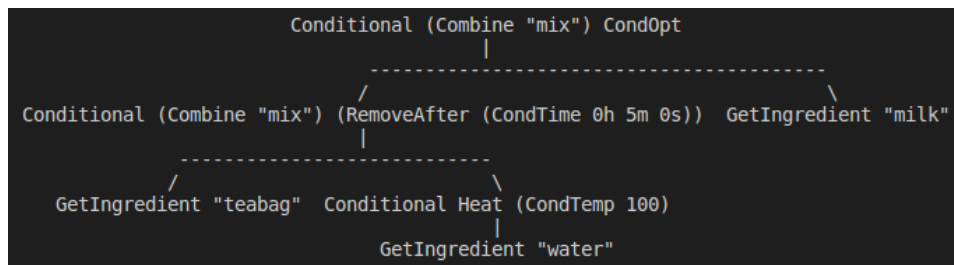 Conditional (Combine "mix") CondOpt
|
-----------------------------------------
/ \
Conditional (Combine "mix") (RemoveAfter (CondTime 0h 5m 0s)) GetIngredient "milk"
|
----------------------------
/ \
GetIngredient "teabag" Conditional Heat (CondTemp 100)
|
GetIngredient "water"